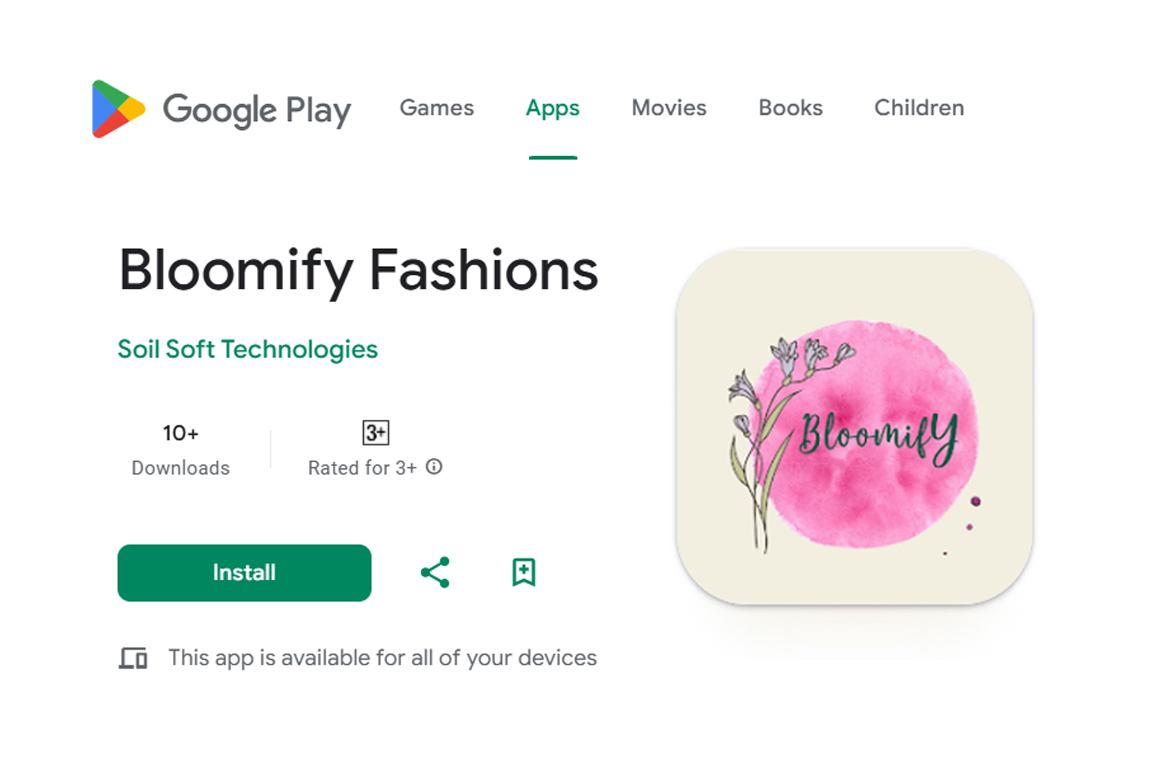 Google Play Games Apps Movies Books Children
Bloomify Fashions
Soil Soft Technologies
10+ 3+
Downloads Rated for 3+
BloomifY
Install
This app is available for all of your devices